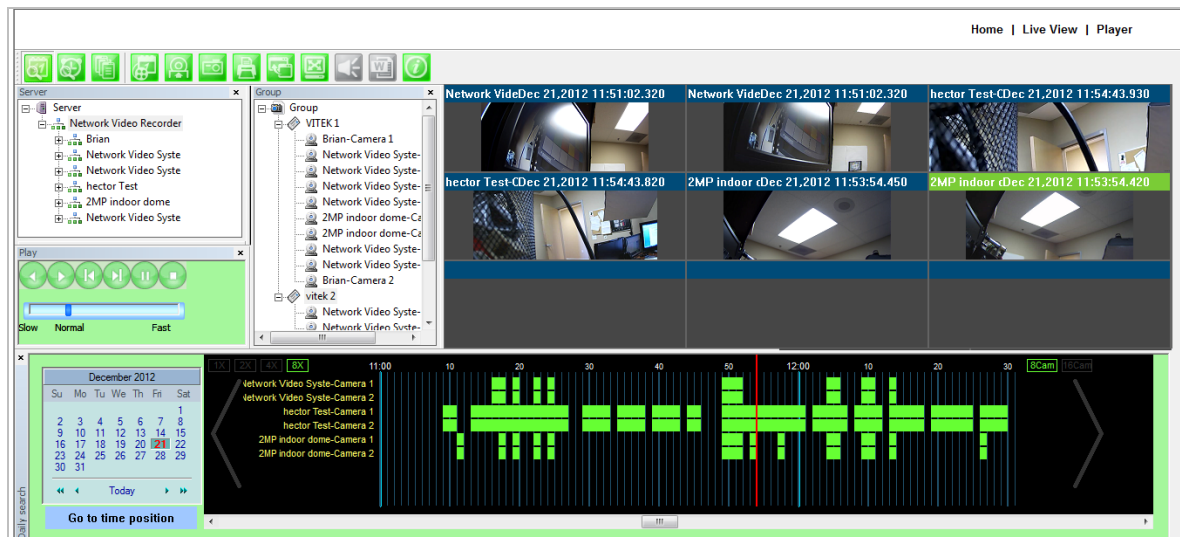 Home | Live View | Player
Server
Server
Network Video Recorder
Brian
Network Video Syste
Network Video Syste
hector Test
2MP indoor dome
Network Video Syste
Group
Group
VITEK 1
Brian-Camera 1
Network Video Syste-
Network Video Syste-
Network Video Syste-
Network Video Syste-
2MP indoor dome-Ca
2MP indoor dome-Ca
Network Video Syste-
Network Video Syste-
Brian-Camera 2
vitek 2
Network Video Syste-
Network Video Syste-
Network VideDec 21,2012 11:51:02.320
Network VideDec 21,2012 11:51:02.320
hector Test-CDec 21,2012 11:54:43.930
hector Test-CDec 21,2012 11:54:43.820
2MP indoor cDec 21,2012 11:53:54.450
2MP indoor cDec 21,2012 11:53:54.420
Play
Slow Normal Fast
Daily search
December 2012
Su Mo Tu We Th Fri Sat
1
2 3 4 5 6 7 8
9 10 11 12 13 14 15
16 17 18 19 20 21 22
23 24 25 26 27 28 29
30 31
Today
Go to time position
1X 2X 4X 8X
11:00 10 20 30 40 50 12:00 10 20 30
8Cam 16Cam
Network Video Syste-Camera 1
Network Video Syste-Camera 2
hector Test-Camera 1
hector Test-Camera 2
2MP indoor dome-Camera 1
2MP indoor dome-Camera 2